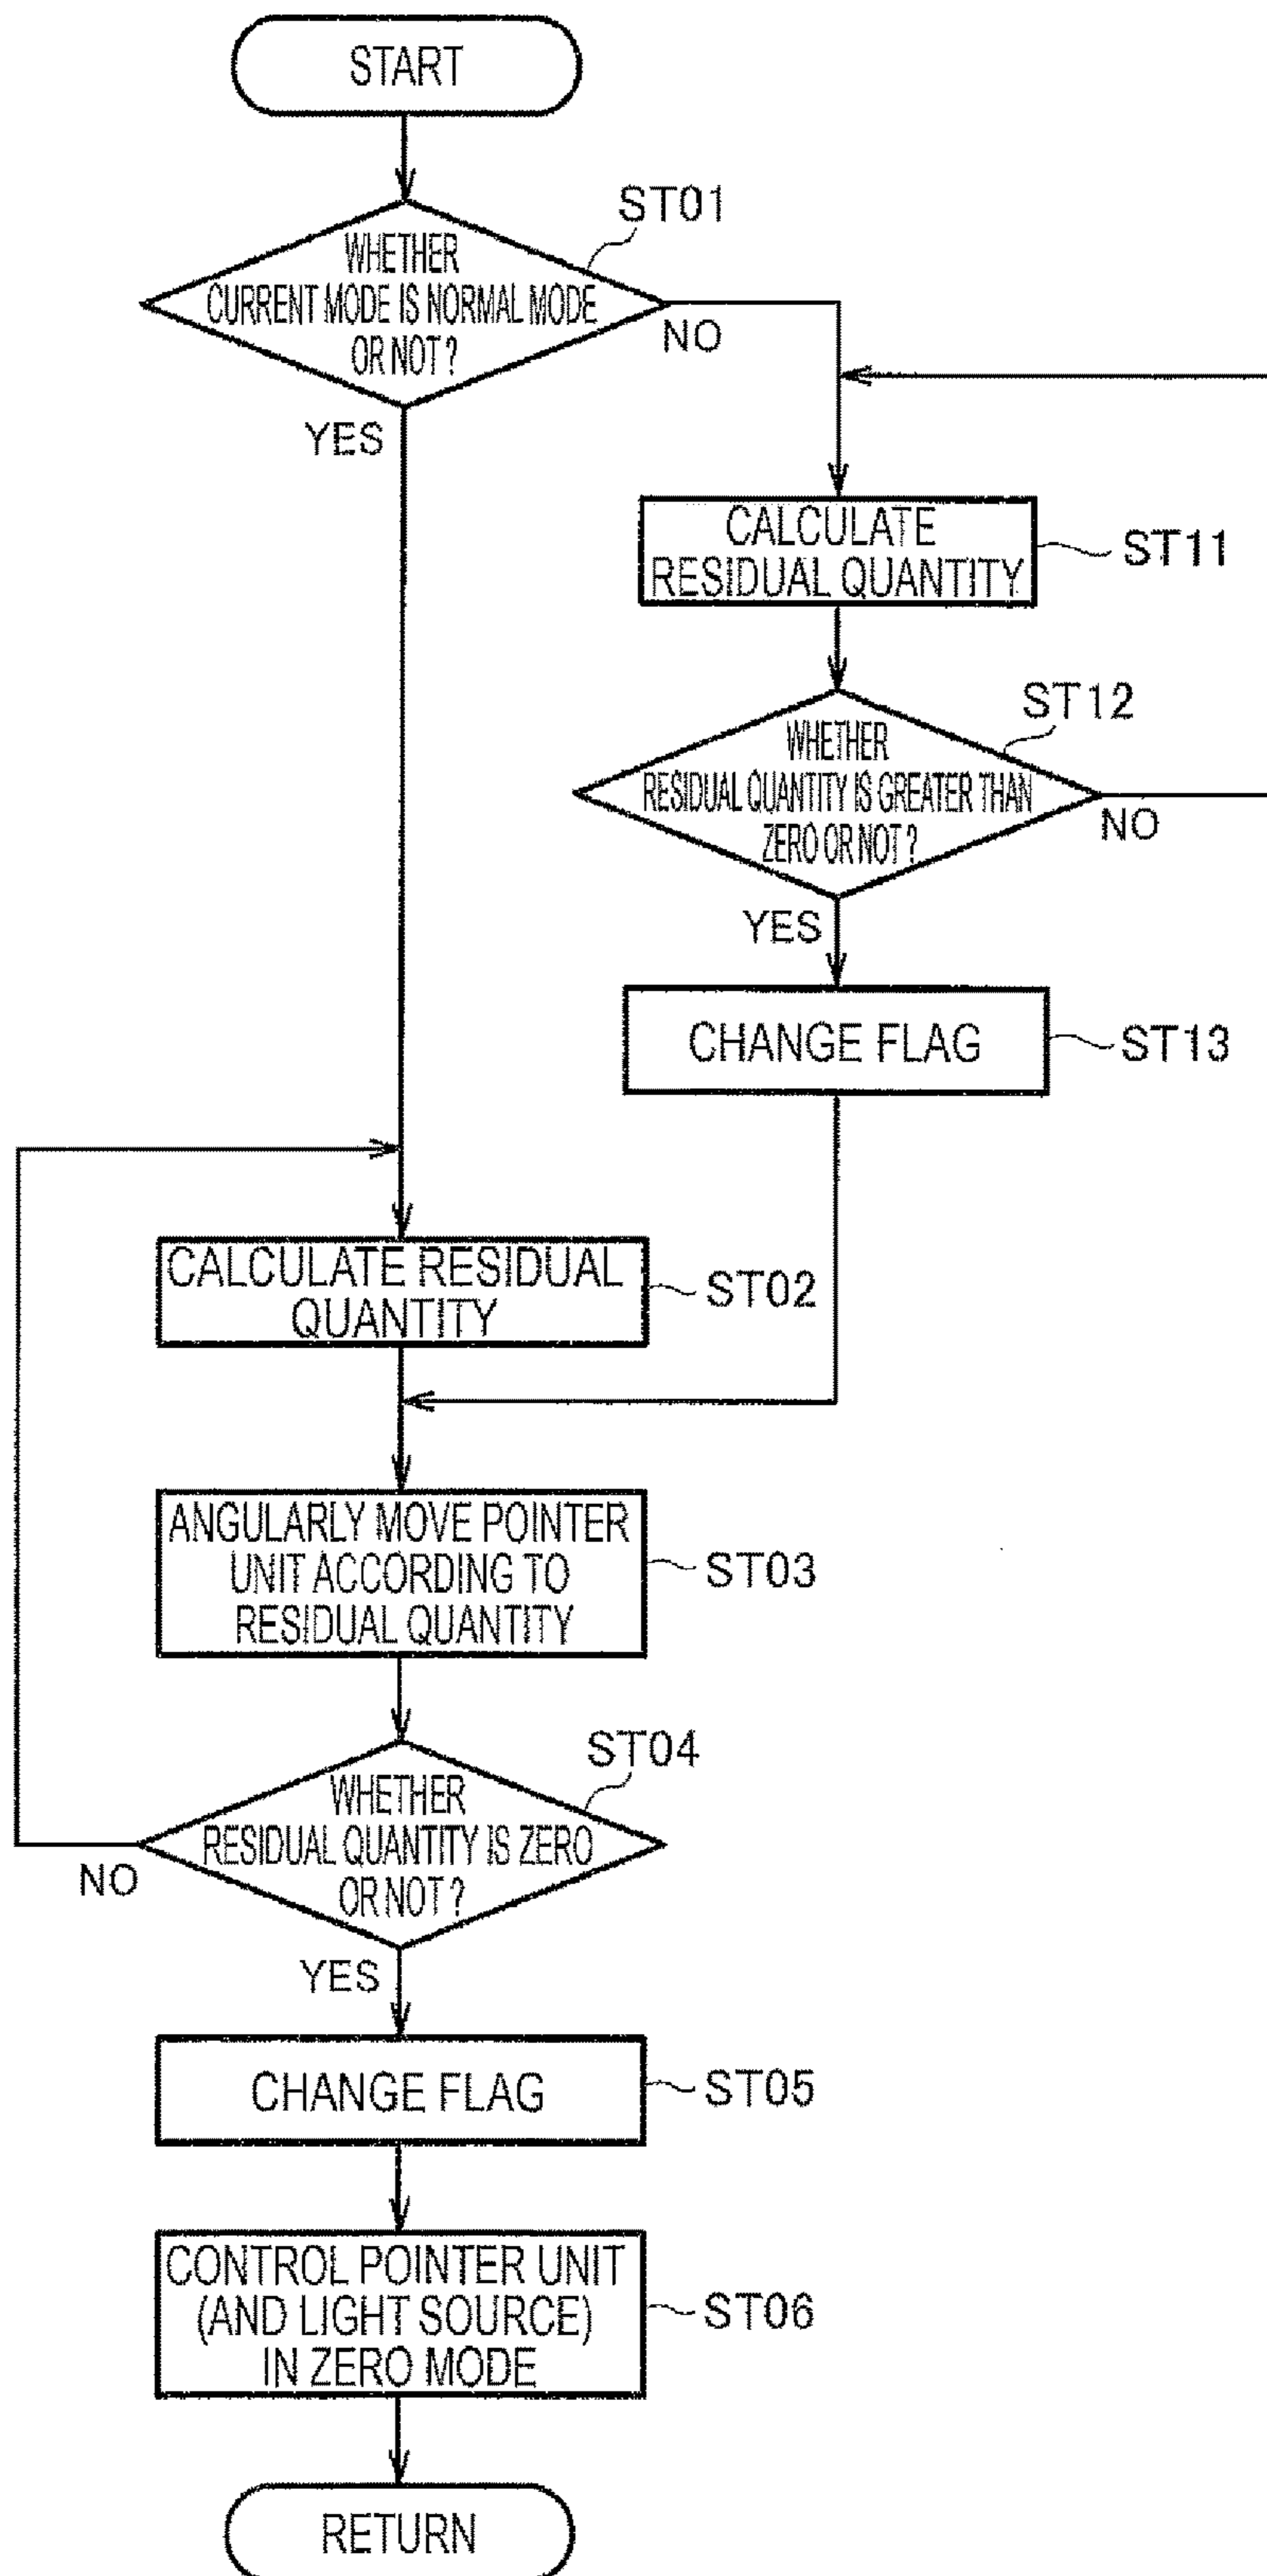 START
ST01
WHETHER
CURRENT MODE IS NORMAL MODE
OR NOT?
NO
YES
CALCULATE
RESIDUAL QUANTITY
ST11
ST12
WHETHER
RESIDUAL QUANTITY IS GREATER THAN
ZERO OR NOT?
NO
YES
CHANGE FLAG
ST13
CALCULATE RESIDUAL
QUANTITY
ST02
ANGULARLY MOVE POINTER
UNIT ACCORDING TO
RESIDUAL QUANTITY
ST03
ST04
WHETHER
RESIDUAL QUANTITY IS ZERO
OR NOT?
NO
YES
CHANGE FLAG
ST05
CONTROL POINTER UNIT
(AND LIGHT SOURCE)
IN ZERO MODE
ST06
RETURN